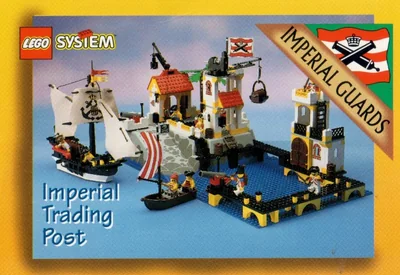 LEGO SYSTEM
IMPERIAL GUARDS
Imperial
Trading
Post